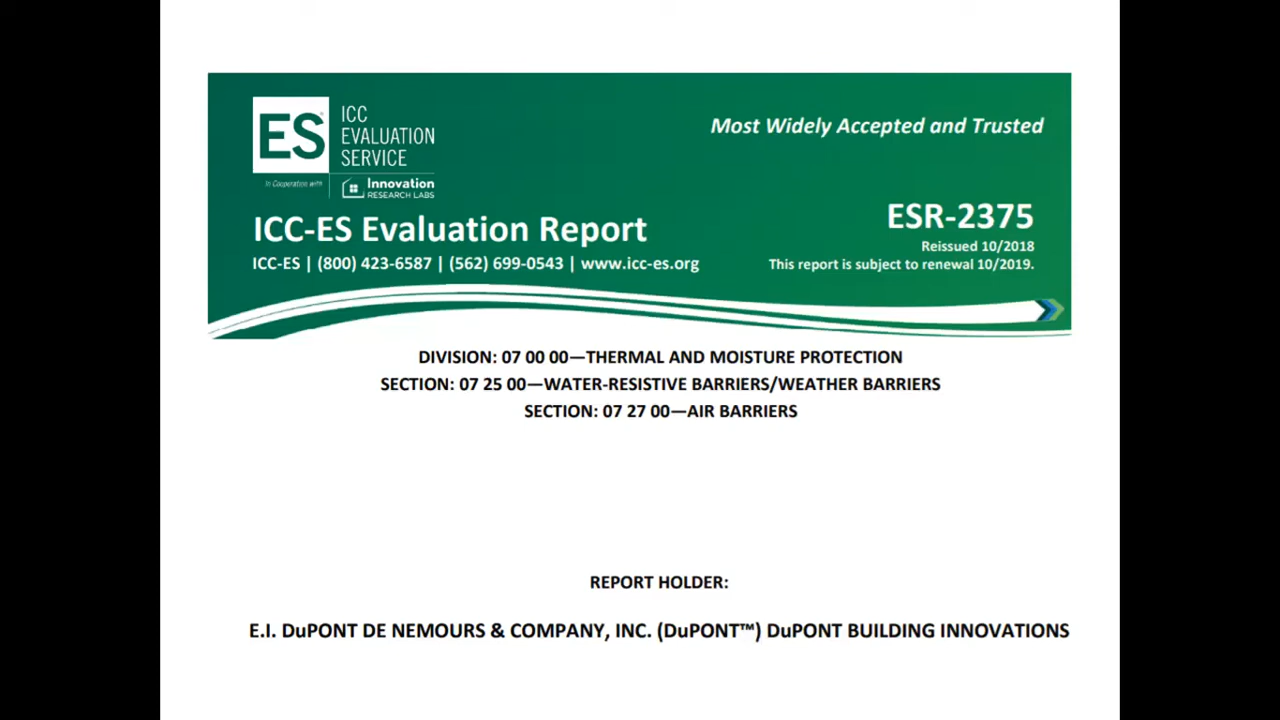 ES
ICC
EVALUATION
SERVICE
In Cooperation with
Innovation
RESEARCH LABS
Most Widely Accepted and Trusted
ICC-ES Evaluation Report
ICC-ES | (800) 423-6587 | (562) 699-0543 | www.icc-es.org
ESR-2375
Reissued 10/2018
This report is subject to renewal 10/2019.
DIVISION: 07 00 00—THERMAL AND MOISTURE PROTECTION
SECTION: 07 25 00—WATER-RESISTIVE BARRIERS/WEATHER BARRIERS
SECTION: 07 27 00—AIR BARRIERS
REPORT HOLDER:
E.I. DuPONT DE NEMOURS & COMPANY, INC. (DuPONT™) DuPONT BUILDING INNOVATIONS